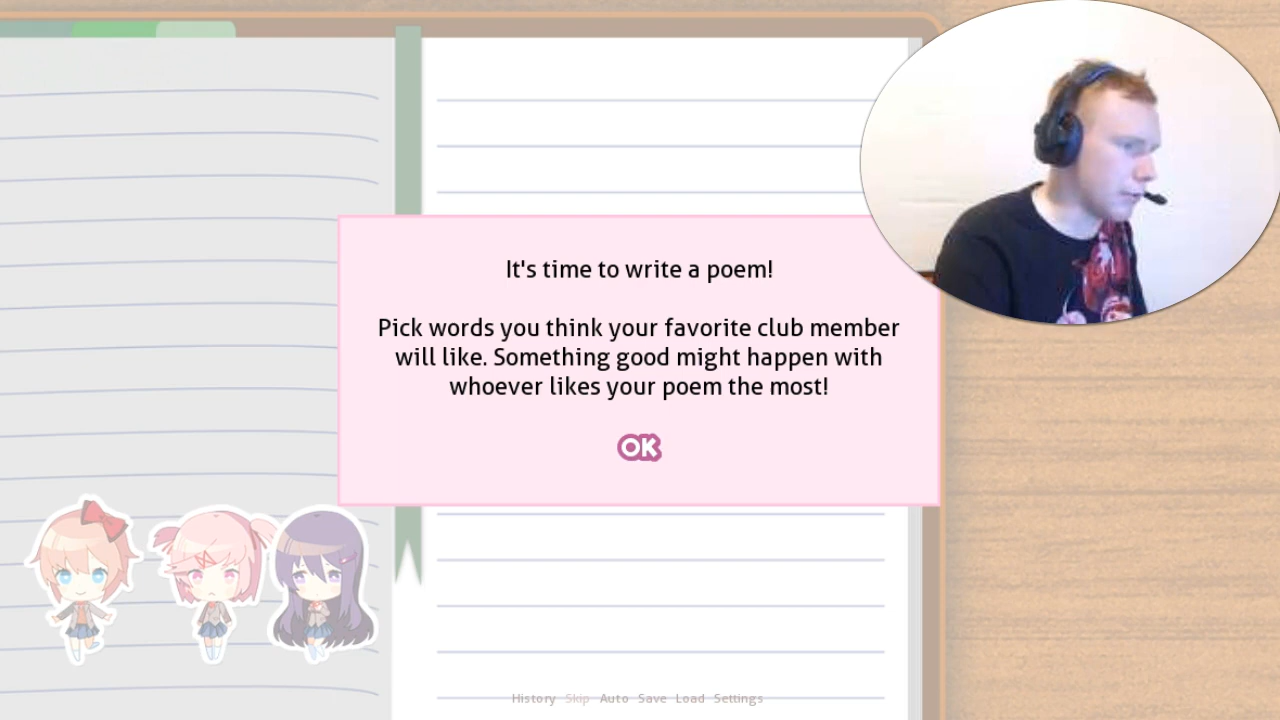 It's time to write a poem!
Pick words you think your favorite club member
will like. Something good might happen with
whoever likes your poem the most!
OK
History Skip Auto Save Load Settings